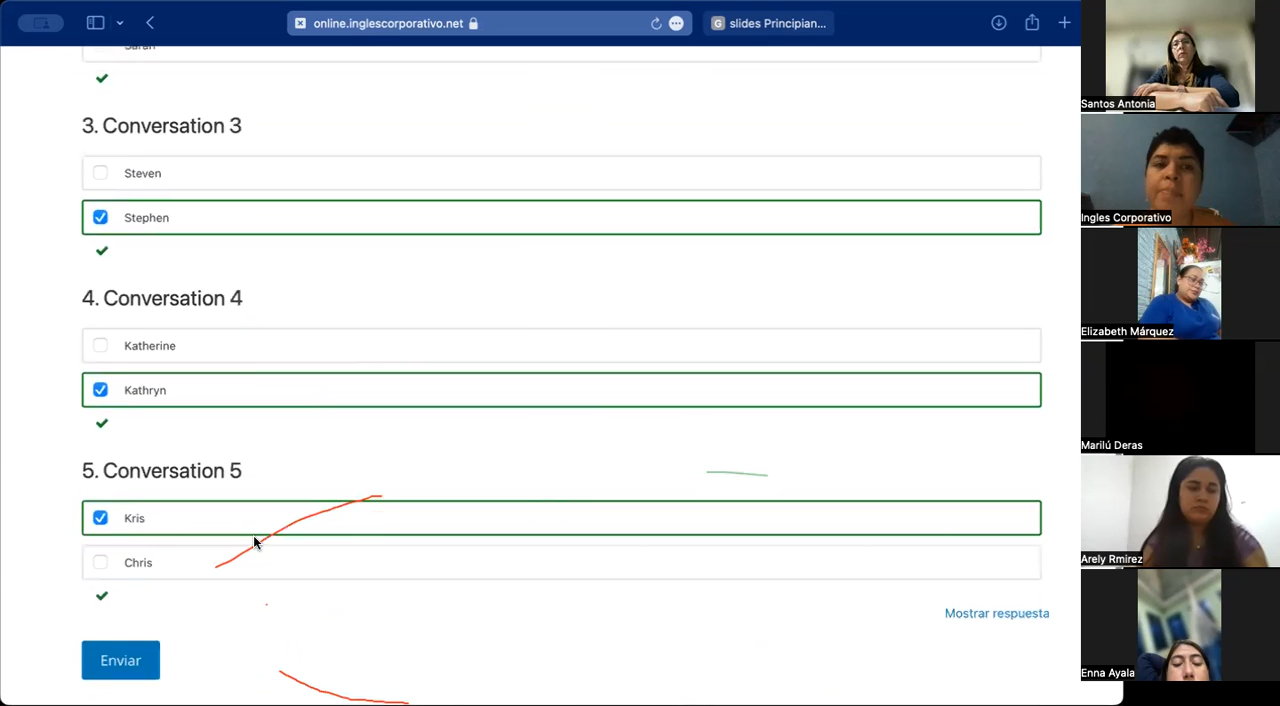 online.inglescorporativo.net
G slides Principian...
Sarah
3. Conversation 3
Steven
Stephen
4. Conversation 4
Katherine
Kathryn
5. Conversation 5
Kris
Chris
Mostrar respuesta
Enviar
Santos Antonia
Ingles Corporativo
Elizabeth Márquez
Marilú Deras
Arely Rmirez
Enna Ayala